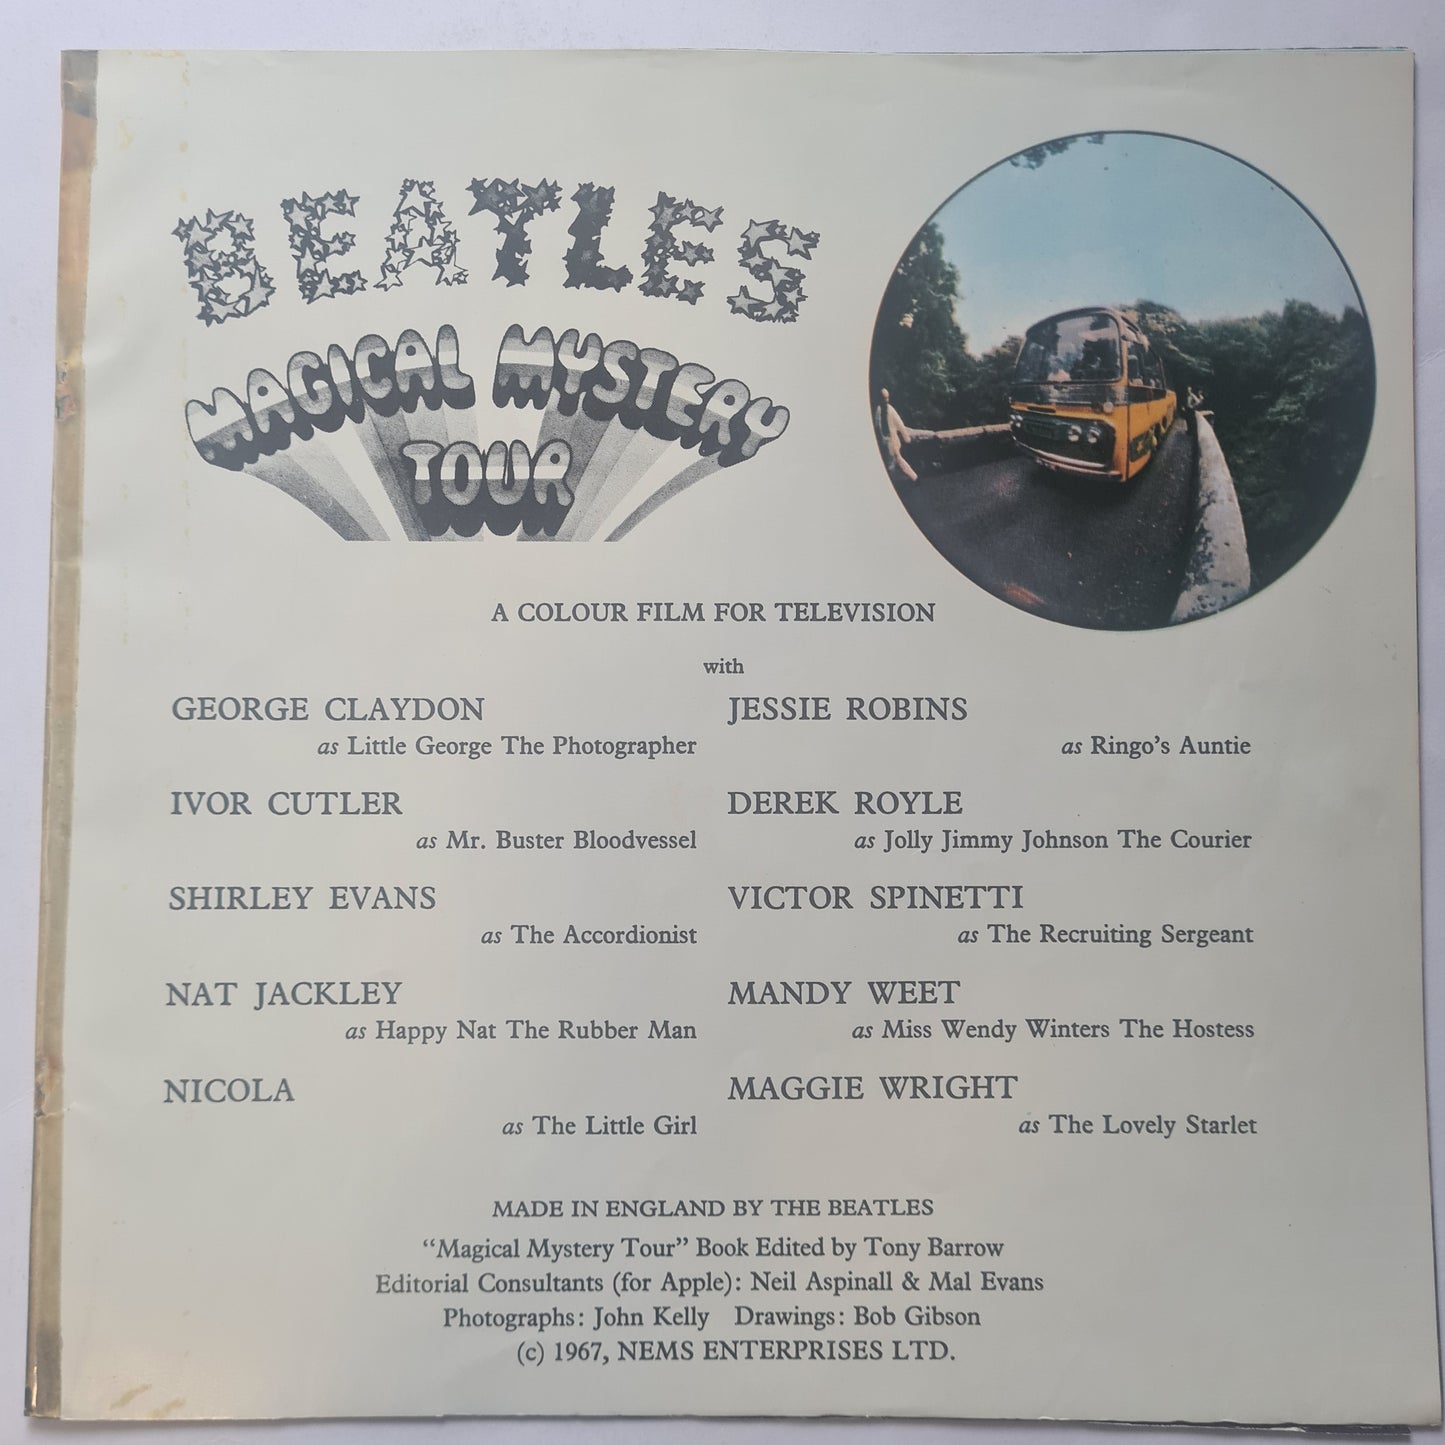 BEATLES
MAGICAL MYSTERY
TOUR
A COLOUR FILM FOR TELEVISION
with
GEORGE CLAYDON
as Little George The Photographer
IVOR CUTLER
as Mr. Buster Bloodvessel
SHIRLEY EVANS
as The Accordionist
NAT JACKLEY
as Happy Nat The Rubber Man
NICOLA
as The Little Girl
JESSIE ROBINS
as Ringo's Auntie
DEREK ROYLE
as Jolly Jimmy Johnson The Courier
VICTOR SPINETTI
as The Recruiting Sergeant
MANDY WEET
as Miss Wendy Winters The Hostess
MAGGIE WRIGHT
as The Lovely Starlet
MADE IN ENGLAND BY THE BEATLES
“Magical Mystery Tour” Book Edited by Tony Barrow
Editorial Consultants (for Apple): Neil Aspinall & Mal Evans
Photographs: John Kelly Drawings: Bob Gibson
(c) 1967, NEMS ENTERPRISES LTD.